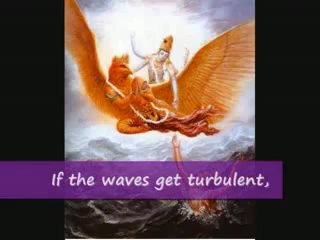 If the waves get turbulent,